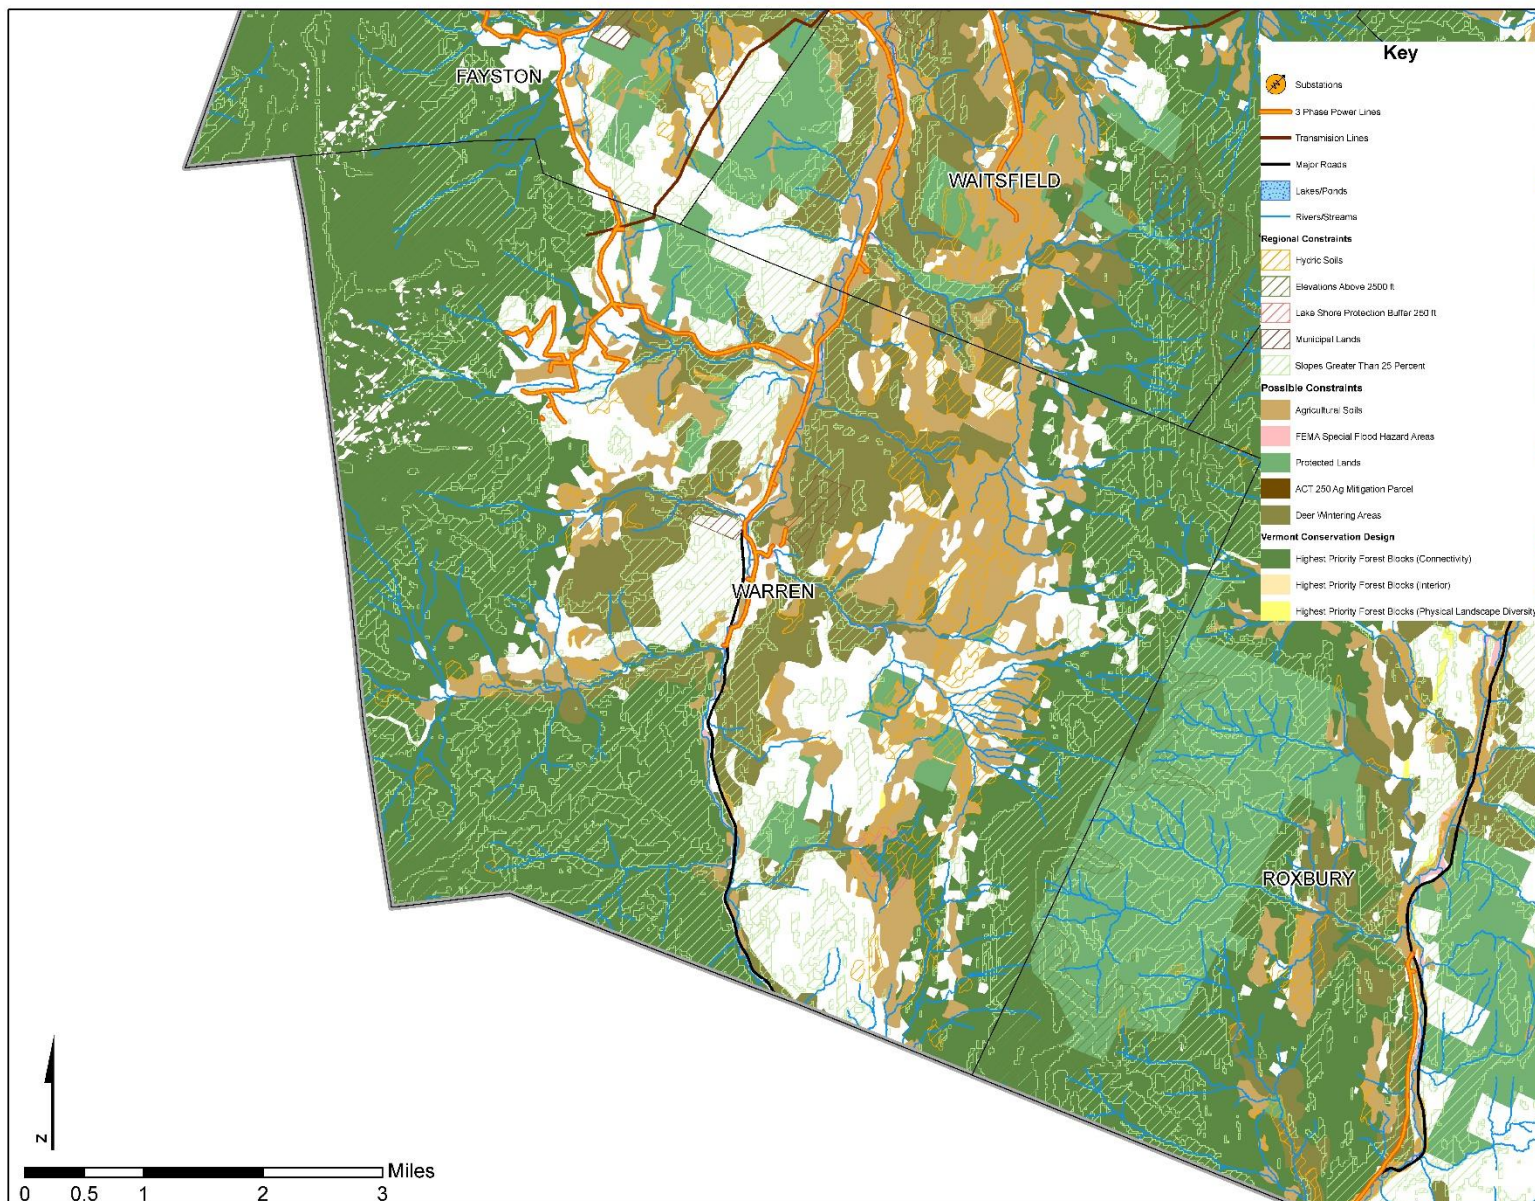 FAYSTON
WAITSFIELD
WARREN
ROXBURY
Key
Substations
3 Phase Power Lines
Transmision Lines
Major Roads
Lakes/Ponds
Rivers/Streams
Regional Constraints
Hydric Soils
Elevations Above 2500 ft
Lake Shore Protection Buffer 250 ft
Municipal Lands
Slopes Greater Than 25 Percent
Possible Constraints
Agricultural Soils
FEMA Special Flood Hazard Areas
Protected Lands
ACT 250 Ag Mitigation Parcel
Deer Wintering Areas
Vermont Conservation Design
Highest Priority Forest Blocks (Connectivity)
Highest Priority Forest Blocks (Interior)
Highest Priority Forest Blocks (Physical Landscape Diversity
N
Miles
0 0.5 1 2 3